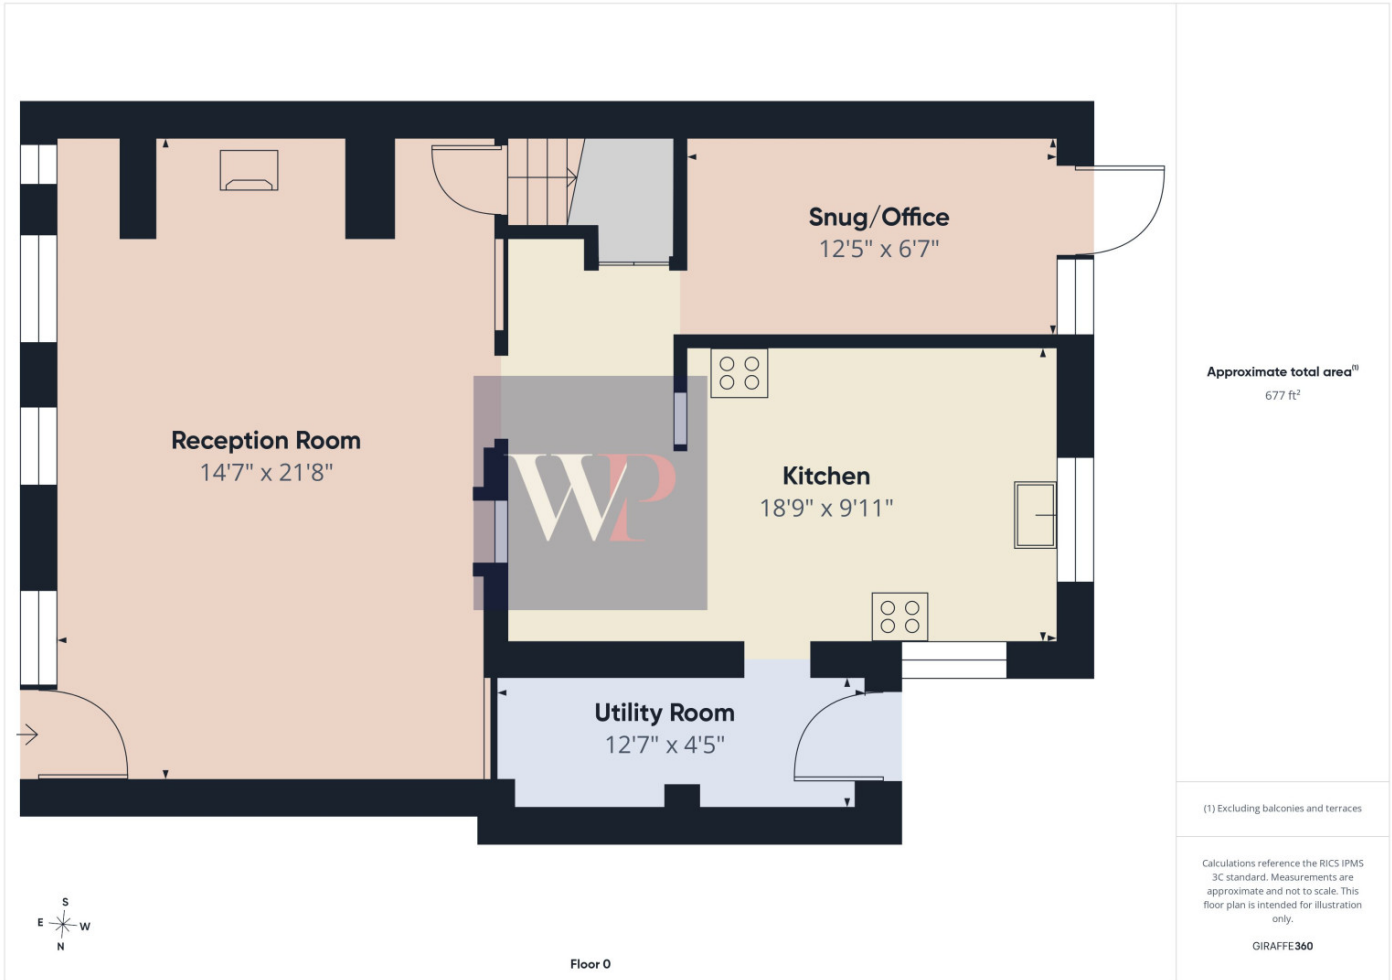 Reception Room
14'7" x 21'8"
Snug/Office
12'5" x 6'7"
WP
Kitchen
18'9" x 9'11"
Utility Room
12'7" x 4'5"
S
E W
N
Floor 0
Approximate total area(1)
677 ft²
(1) Excluding balconies and terraces
Calculations reference the RICS IPMS
3C standard. Measurements are
approximate and not to scale. This
floor plan is intended for illustration
only.
GIRAFFE360